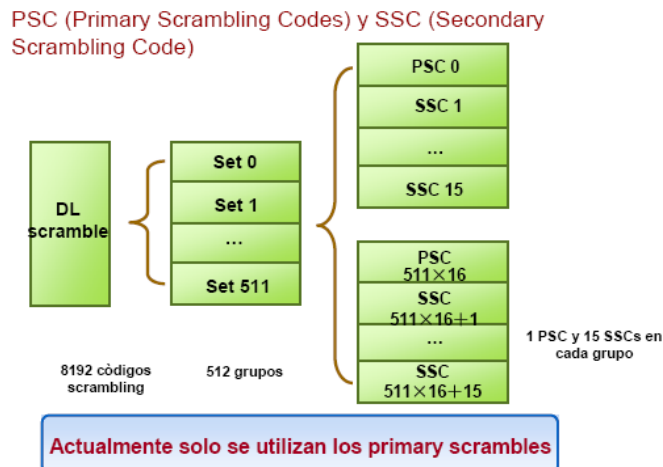 PSC (Primary Scrambling Codes) y SSC (Secondary
Scrambling Code)
DL
scramble
8192 còdigos
scrambling
Set 0
Set 1
...
Set 511
512 grupos
PSC 0
SSC 1
...
SSC 15
PSC
511×16
SSC
511×16+1
...
SSC
511×16+15
1 PSC y 15 SSCs en
cada grupo
Actualmente solo se utilizan los primary scrambles